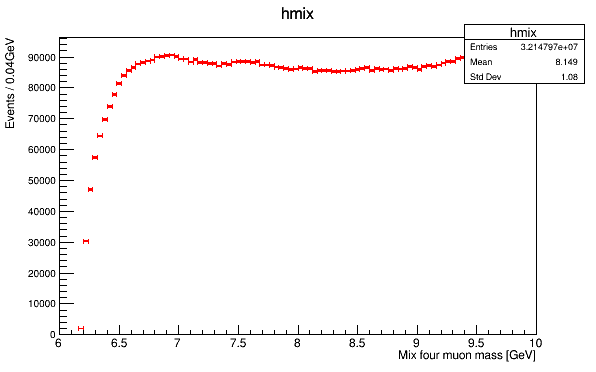 hmix
hmix
Entries 3.214797e+07
Mean 8.149
Std Dev 1.08
Events / 0.04GeV
90000
80000
70000
60000
50000
40000
30000
20000
10000
0
6 6.5 7 7.5 8 8.5 9 9.5 10
Mix four muon mass [GeV]